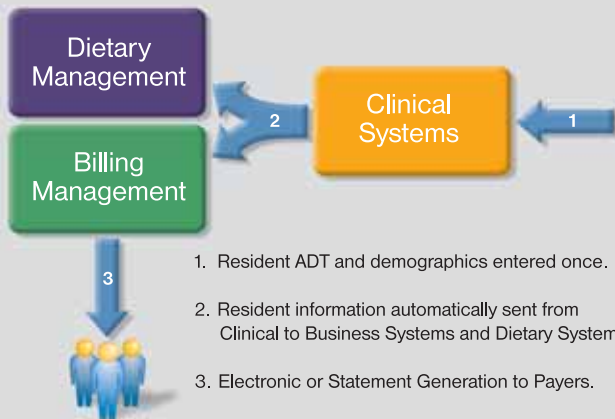 Dietary
Management
Clinical
Systems
1
2
Billing
Management
3
1. Resident ADT and demographics entered once.
2. Resident information automatically sent from
Clinical to Business Systems and Dietary System
3. Electronic or Statement Generation to Payers.